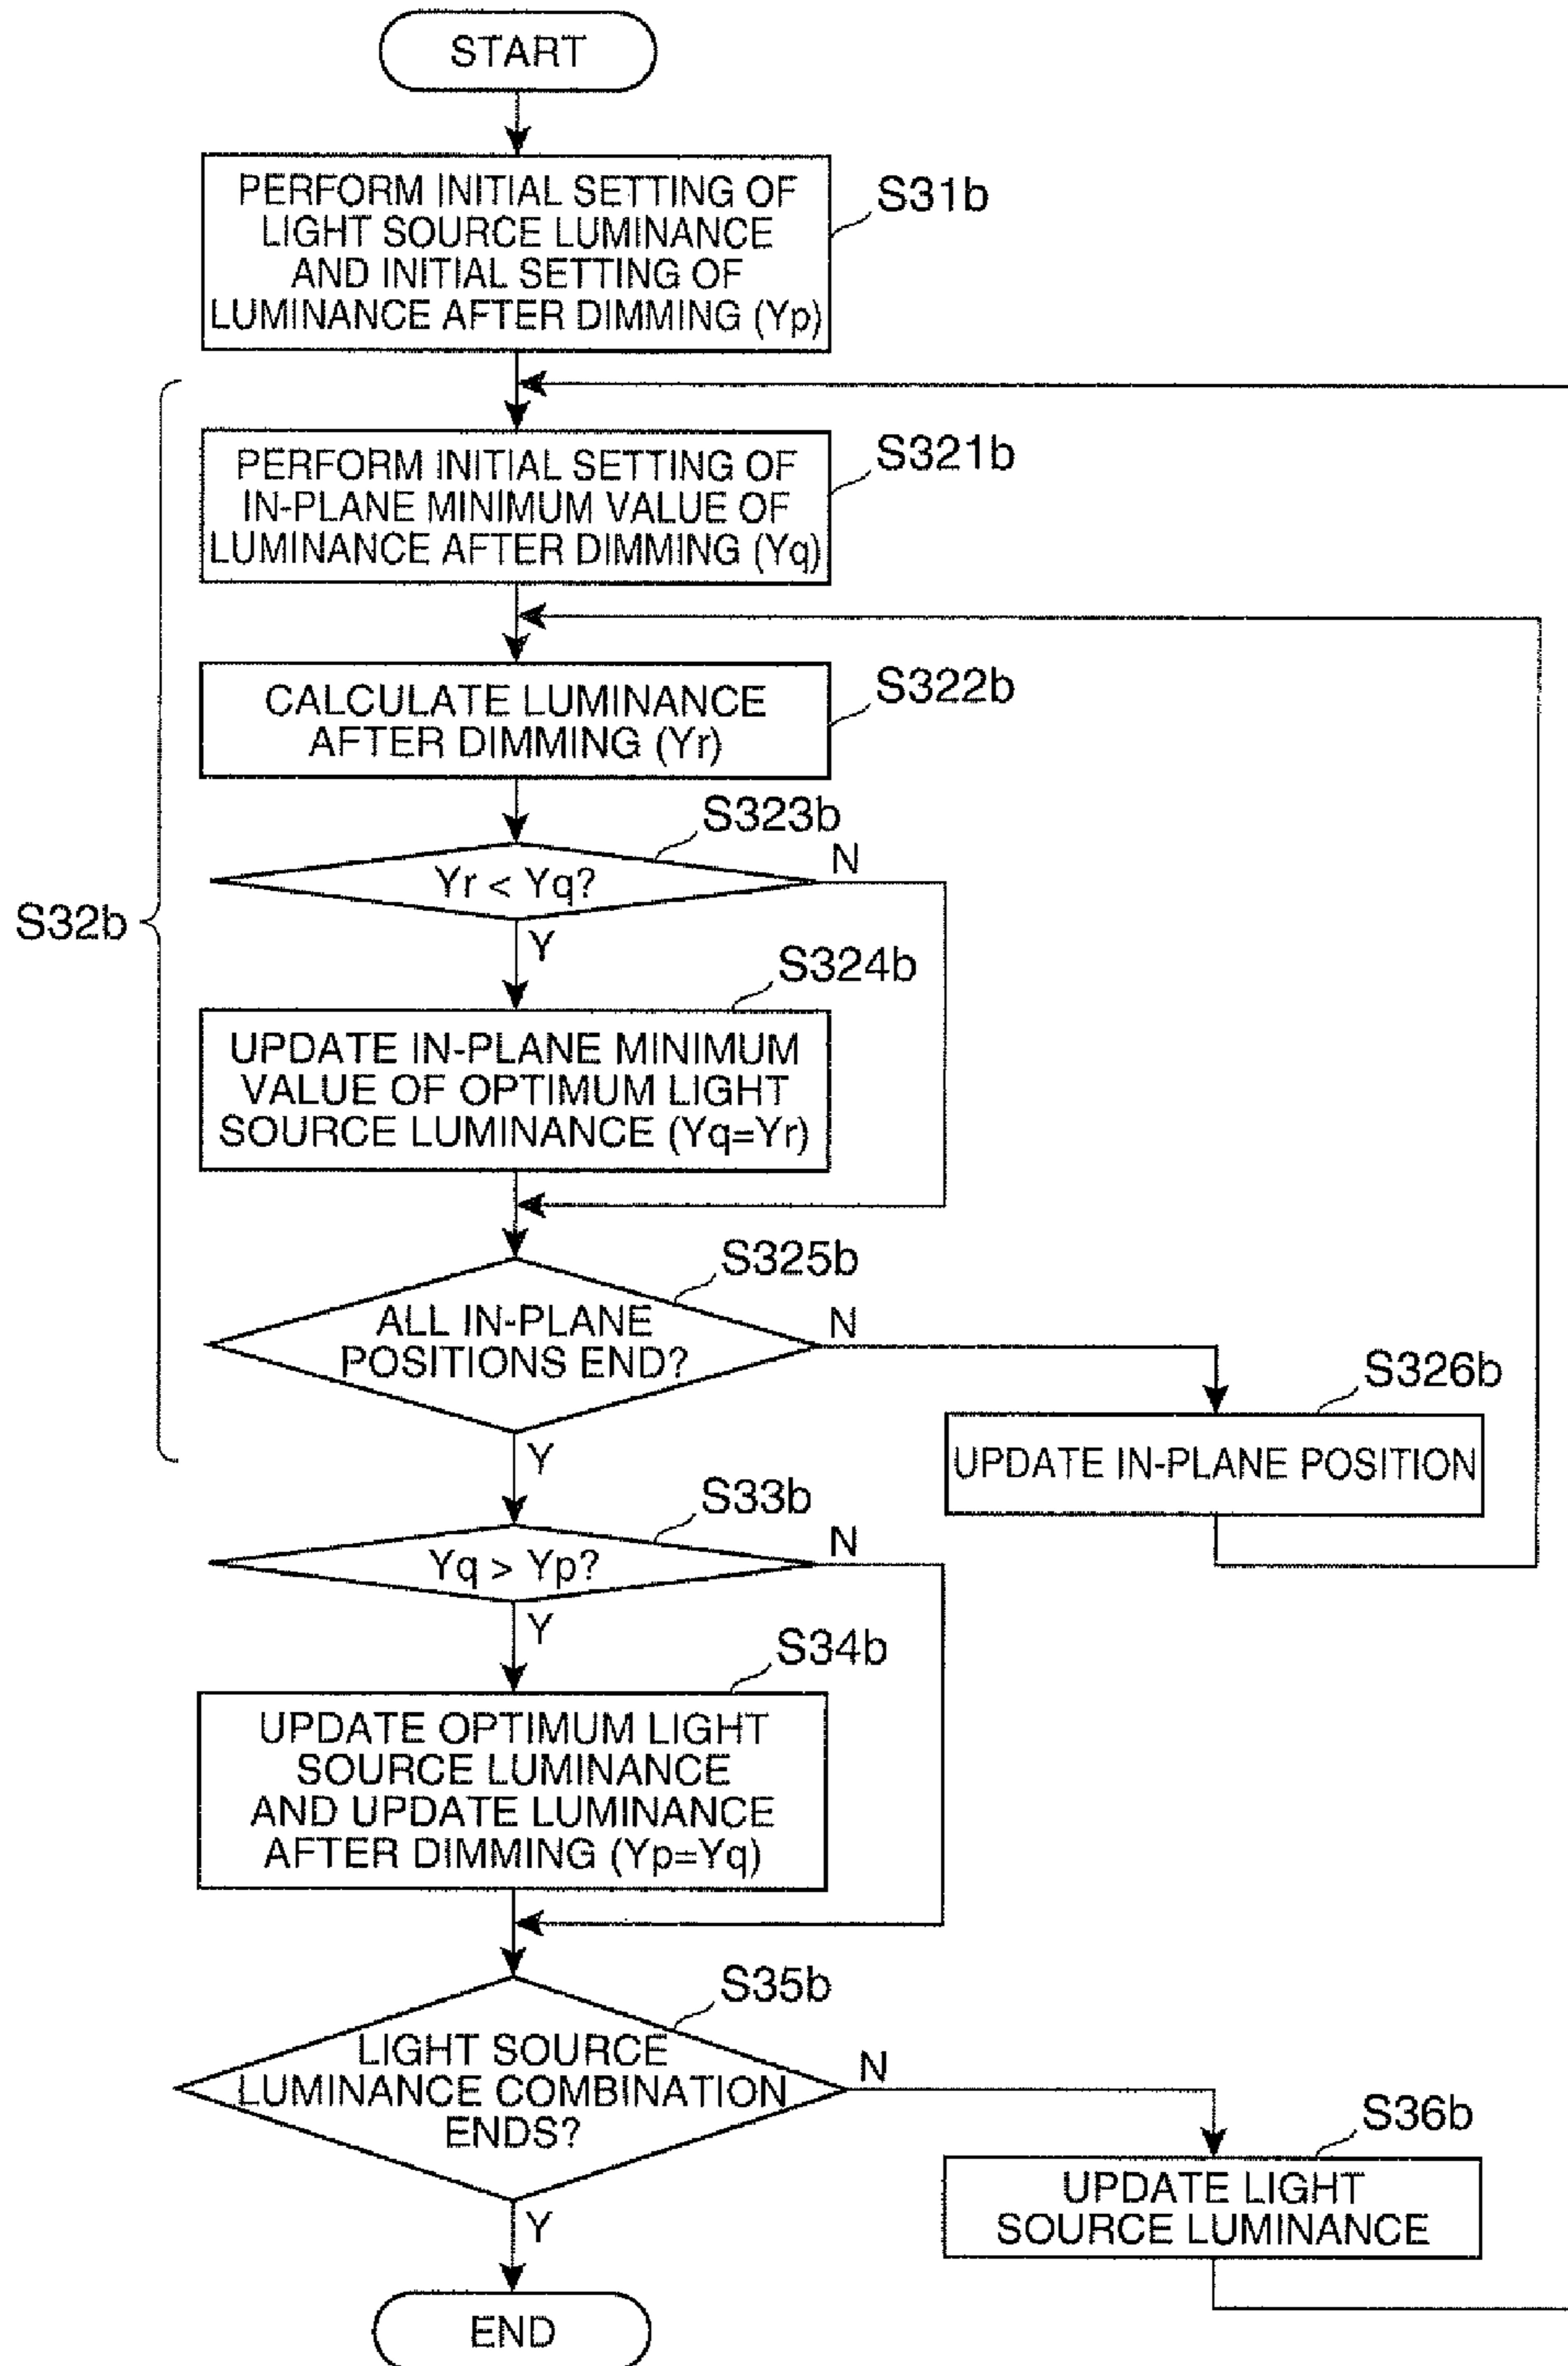 START
PERFORM INITIAL SETTING OF
LIGHT SOURCE LUMINANCE
AND INITIAL SETTING OF
LUMINANCE AFTER DIMMING (Yp)
S31b
PERFORM INITIAL SETTING OF
IN-PLANE MINIMUM VALUE OF
LUMINANCE AFTER DIMMING (Yq)
S321b
CALCULATE LUMINANCE
AFTER DIMMING (Yr)
S322b
S323b
Yr < Yq?
N
Y
S32b
S324b
UPDATE IN-PLANE MINIMUM
VALUE OF OPTIMUM LIGHT
SOURCE LUMINANCE (Yq=Yr)
S325b
ALL IN-PLANE
POSITIONS END?
N
Y
S326b
UPDATE IN-PLANE POSITION
S33b
Yq > Yp?
N
Y
S34b
UPDATE OPTIMUM LIGHT
SOURCE LUMINANCE
AND UPDATE LUMINANCE
AFTER DIMMING (Yp=Yq)
S35b
LIGHT SOURCE
LUMINANCE COMBINATION
ENDS?
N
Y
S36b
UPDATE LIGHT
SOURCE LUMINANCE
END